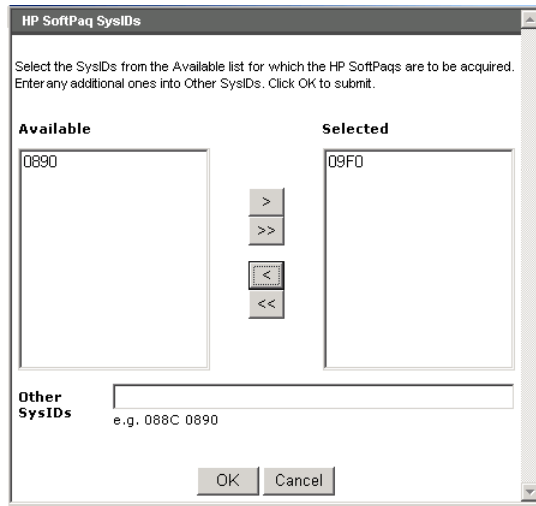 HP SoftPaq SysIDs
Select the SysIDs from the Available list for which the HP SoftPaqs are to be acquired.
Enter any additional ones into Other SysIDs. Click OK to submit.
Available
Selected
0890
09F0
>
>>
<
<<
Other
SysIDs
e.g. 088C 0890
OK
Cancel